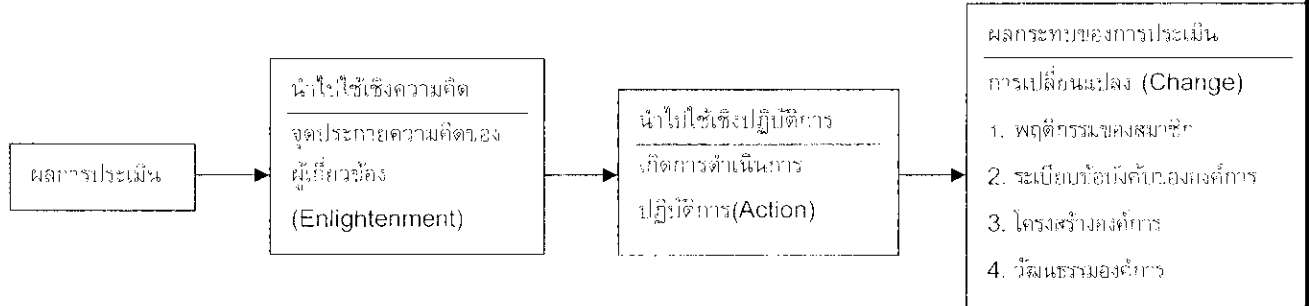 ผลการประเมิน
นำไปใช้เชิงความคิด
จุดประกายความคิดของ
ผู้เกี่ยวข้อง
(Enlightenment)
นำไปใช้เชิงปฏิบัติการ
เกิดการดำเนินการ
ปฏิบัติการ(Action)
ผลกระทบของการประเมิน
การเปลี่ยนแปลง (Change)
1. พฤติกรรมของสมาชิก
2. ระเบียบข้อบังคับขององค์การ
3. โครงสร้างองค์การ
4. วัฒนธรรมองค์การ